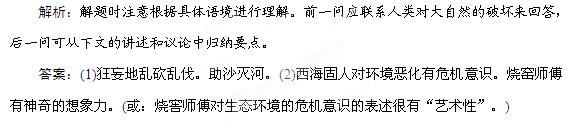 解析：解题时注意根据具体语境进行理解。前一问应联系人类对大自然的破坏来回答，
后一问可从下文的讲述和议论中归纳要点。
答案：(1)狂妄地乱砍乱伐。助沙灭河。(2)西海固人对环境恶化有危机意识。烧窑师傅
有神奇的想象力。(或：烧窑师傅对生态环境的危机意识的表述很有“艺术性”。)